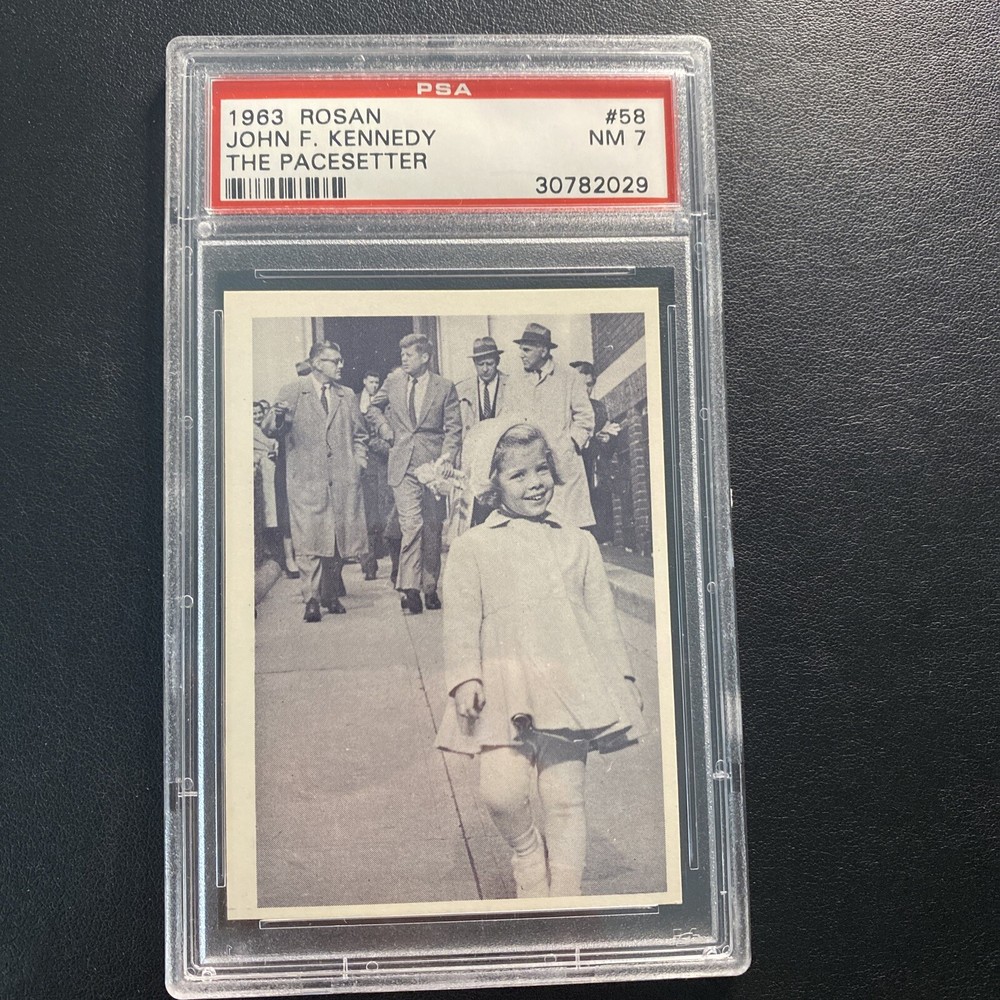 PSA
1963 ROSAN #58
JOHN F. KENNEDY NM 7
THE PACESETTER
30782029